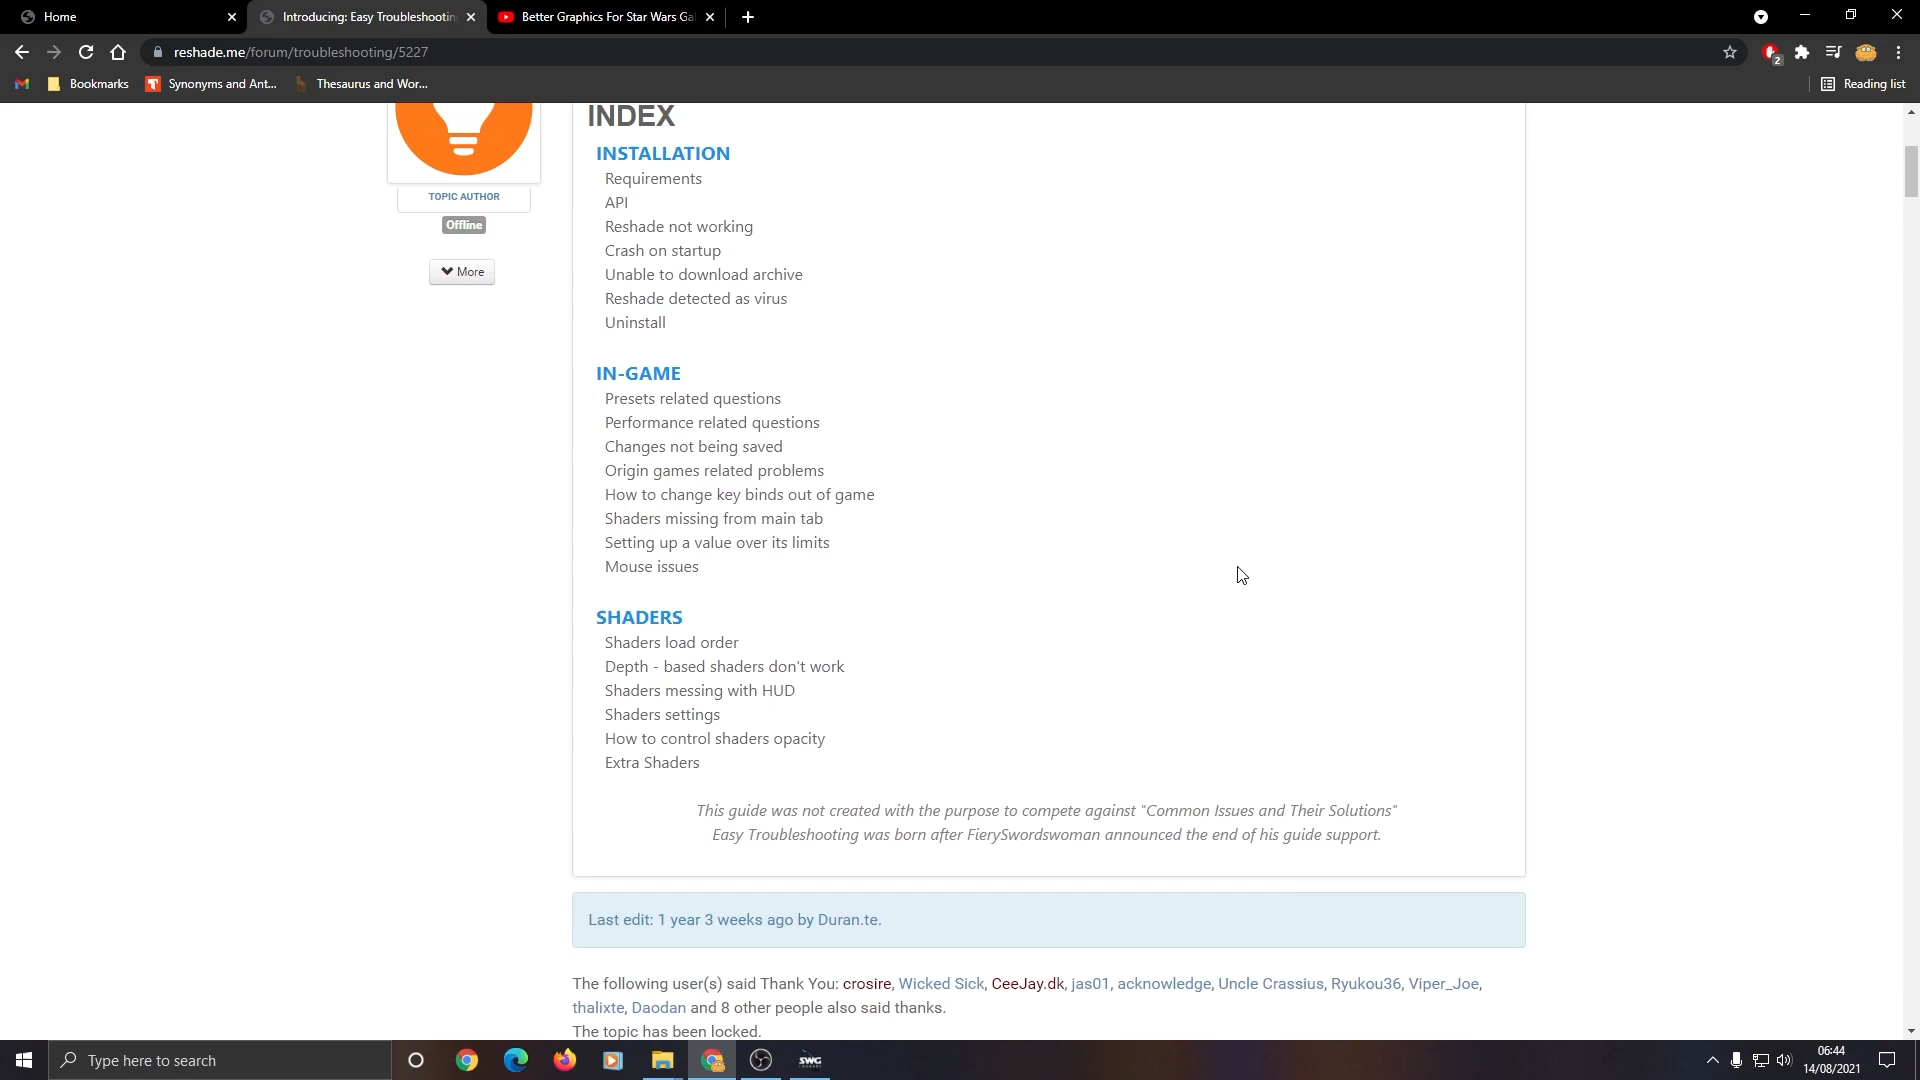 Home
Introducing: Easy Troubleshootin
Better Graphics For Star Wars Ga
reshade.me/forum/troubleshooting/5227
2
Bookmarks
Synonyms and Ant...
Thesaurus and Wor...
Reading list
INDEX
INSTALLATION
Requirements
API
Reshade not working
Crash on startup
Unable to download archive
Reshade detected as virus
Uninstall
TOPIC AUTHOR
Offline
More
IN-GAME
Presets related questions
Performance related questions
Changes not being saved
Origin games related problems
How to change key binds out of game
Shaders missing from main tab
Setting up a value over its limits
Mouse issues
SHADERS
Shaders load order
Depth - based shaders don't work
Shaders messing with HUD
Shaders settings
How to control shaders opacity
Extra Shaders
This guide was not created with the purpose to compete against "Common Issues and Their Solutions"
Easy Troubleshooting was born after FierySwordswoman announced the end of his guide support.
Last edit: 1 year 3 weeks ago by Duran.te.
The following user(s) said Thank You: crosire, Wicked Sick, CeeJay.dk, jas01, acknowledge, Uncle Crassius, Ryukou36, Viper_Joe,
thalixte, Daodan and 8 other people also said thanks.
The topic has been locked.
Type here to search
SWG
06:44
14/08/2021